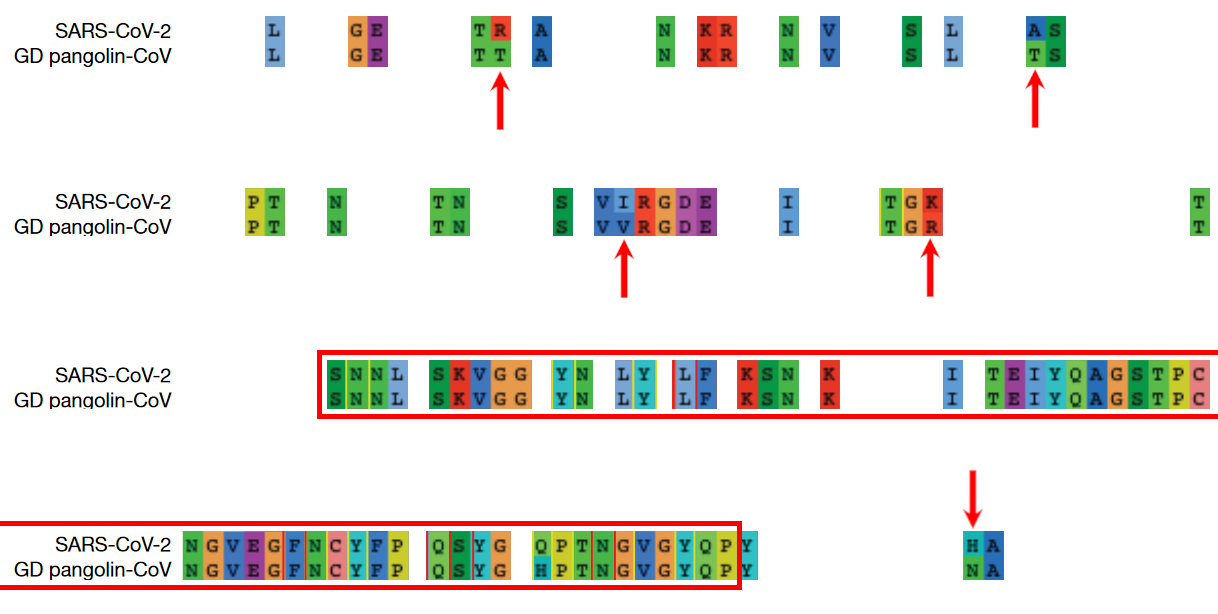 SARS-CoV-2 L GE TR A N KR N V S L AS
GD pangolin-CoV L GE TT A N KR N V S L TS
SARS-CoV-2 PT N TN S VIRGDE I TGK T
GD pangolin-CoV PT N TN S VVRGDE I TGR T
SARS-CoV-2 SNNL SKVGG YN LY LF KSN K I TEIYQAGSTPC
GD pangolin-CoV SNNL SKVGG YN LY LF KSN K I TEIYQAGSTPC
SARS-CoV-2 NGVEGFNCYFP QSYG QPTNGVGYQPY HA
GD pangolin-CoV NGVEGFNCYFP QSYG HPTNGVGYQPY NA